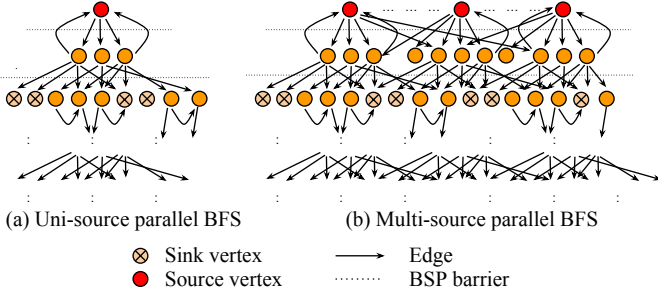 (a) Uni-source parallel BFS
(b) Multi-source parallel BFS
Sink vertex
Edge
Source vertex
BSP barrier